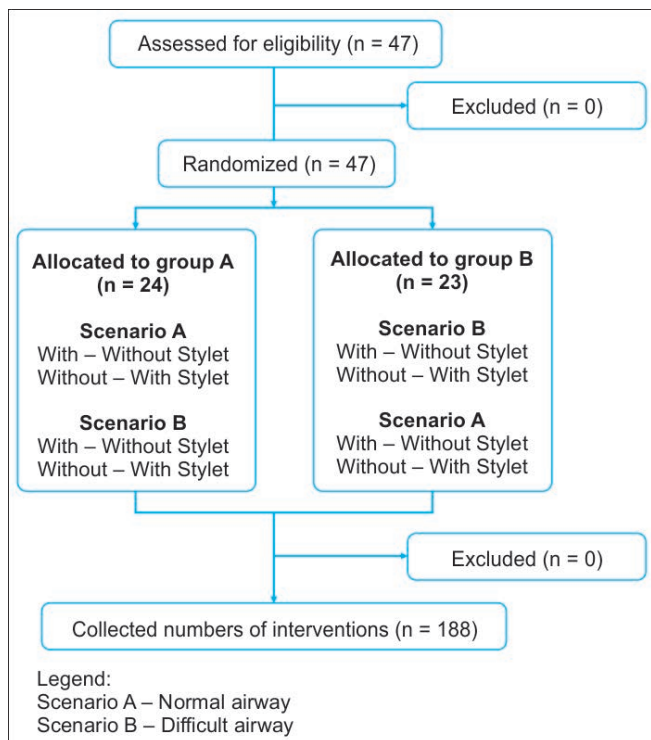 Assessed for eligibility (n = 47)
Excluded (n = 0)
Randomized (n = 47)
Allocated to group A
(n = 24)
Scenario A
With – Without Stylet
Without – With Stylet
Scenario B
With – Without Stylet
Without – With Stylet
Allocated to group B
(n = 23)
Scenario B
With – Without Stylet
Without – With Stylet
Scenario A
With – Without Stylet
Without – With Stylet
Excluded (n = 0)
Collected numbers of interventions (n = 188)
Legend:
Scenario A – Normal airway
Scenario B – Difficult airway